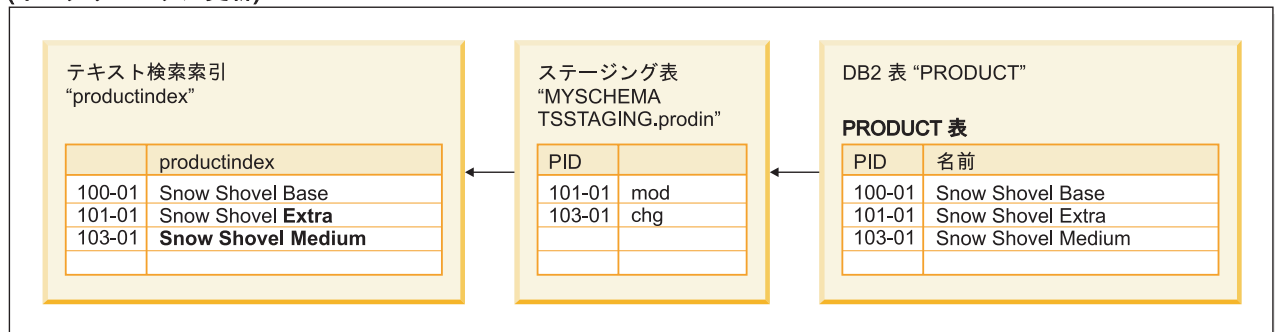 テキスト検索索引
“productindex”
productindex
100-01 Snow Shovel Base
101-01 Snow Shovel Extra
103-01 Snow Shovel Medium
ステージング表
“MYSCHEMA
TSSTAGING.prodin”
PID
101-01 mod
103-01 chg
DB2 表 “PRODUCT”
PRODUCT 表
PID 名前
100-01 Snow Shovel Base
101-01 Snow Shovel Extra
103-01 Snow Shovel Medium